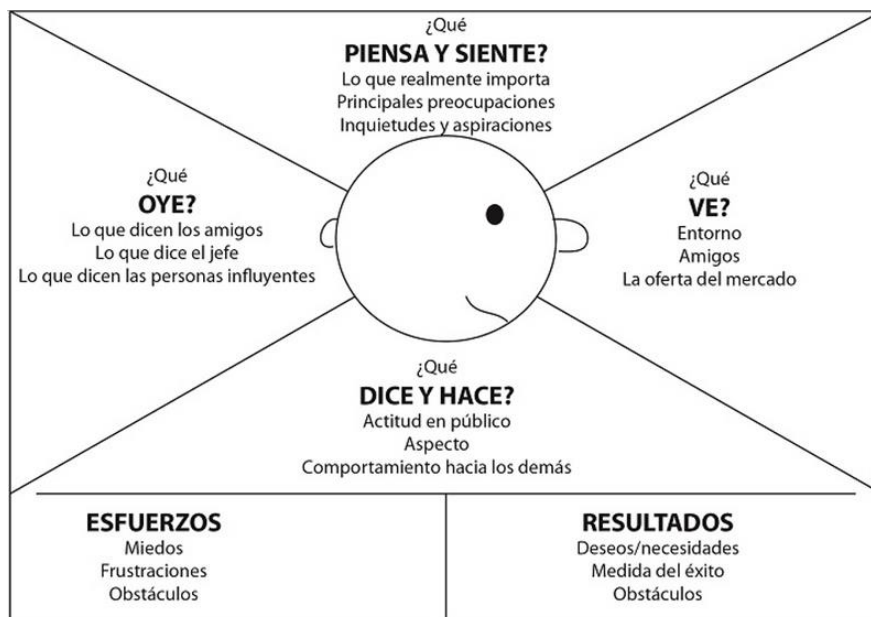 ¿Qué
PIENSA Y SIENTE?
Lo que realmente importa
Principales preocupaciones
Inquietudes y aspiraciones
¿Qué
OYE?
Lo que dicen los amigos
Lo que dice el jefe
Lo que dicen las personas influyentes
¿Qué
VE?
Entorno
Amigos
La oferta del mercado
¿Qué
DICE Y HACE?
Actitud en público
Aspecto
Comportamiento hacia los demás
ESFUERZOS
Miedos
Frustraciones
Obstáculos
RESULTADOS
Deseos/necesidades
Medida del éxito
Obstáculos